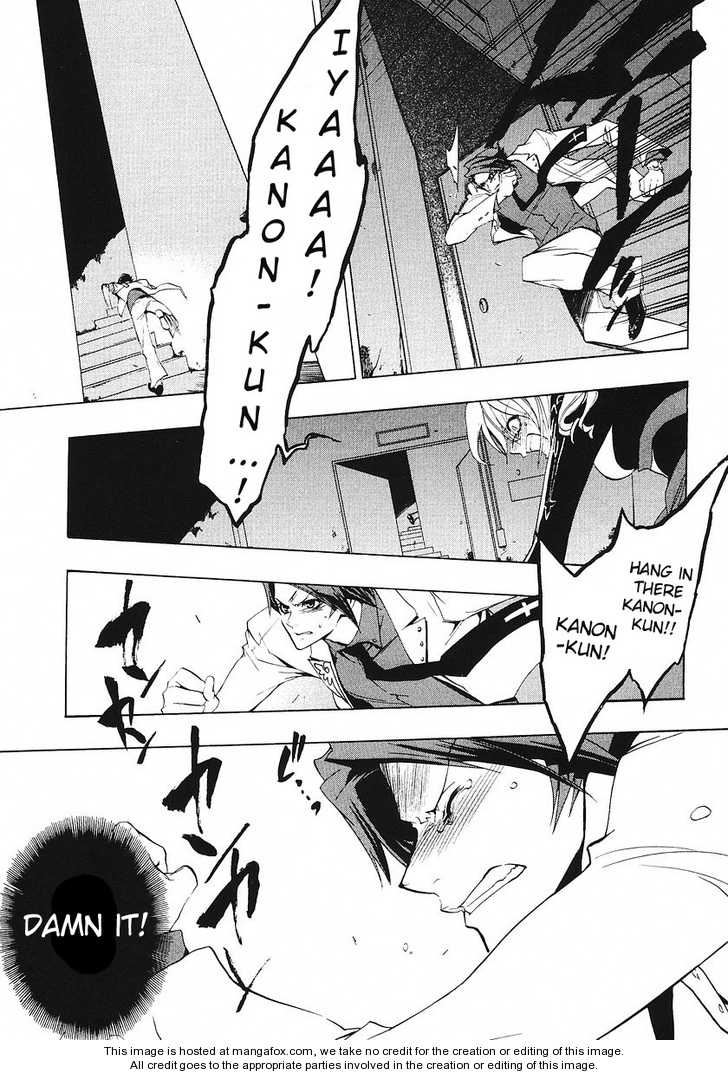 IYAAAAA!
KANON-KUN...!
HANG IN
THERE
KANON-
KUN!!
KANON
-KUN!
DAMN IT!
This image is hosted at mangafox.com, we take no credit for the creation or editing of this image.
All credit goes to the appropriate parties involved in the creation or editing of this image.